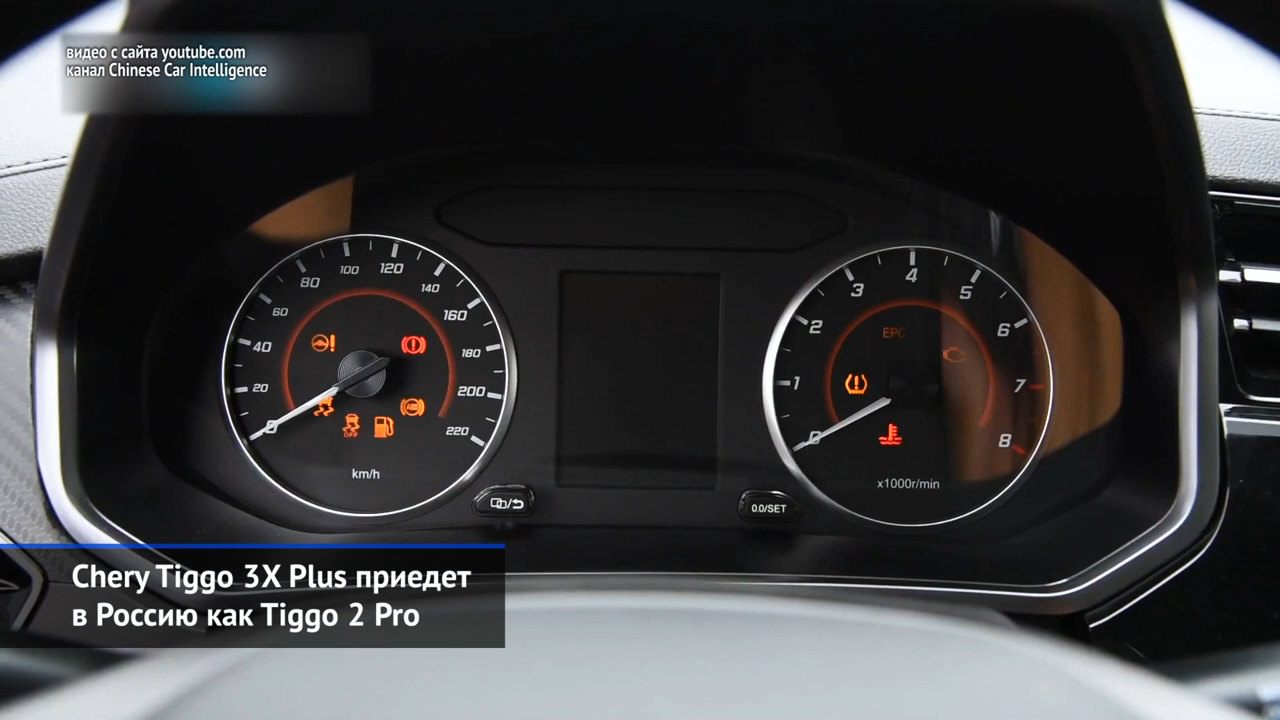 видео с сайта youtube.com
канал Chinese Car Intelligence
0
20
40
60
80
100
120
140
160
180
200
220
OFF
ABS
km/h
0.0/SET
0
1
2
3
4
5
6
7
8
EPC
x1000r/min
Chery Tiggo 3X Plus приедет
в Россию как Tiggo 2 Pro